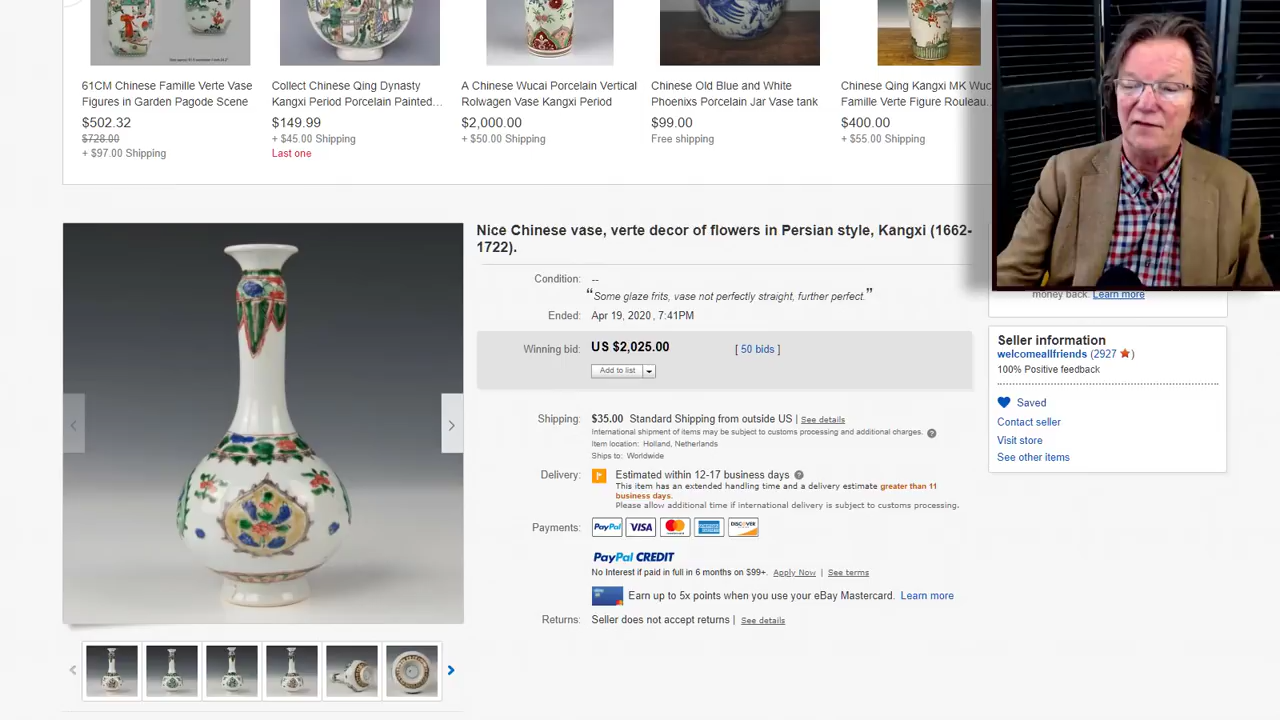 61CM Chinese Famille Verte Vase
Figures in Garden Pagode Scene
$502.32
$728.00
+ $97.00 Shipping
Collect Chinese Qing Dynasty
Kangxi Period Porcelain Painted…
$149.99
+ $45.00 Shipping
Last one
A Chinese Wucai Porcelain Vertical
Rolwagen Vase Kangxi Period
$2,000.00
+ $50.00 Shipping
Chinese Old Blue and White
Phoenixs Porcelain Jar Vase tank
$99.00
Free shipping
Chinese Qing Kangxi MK Wuc
Famille Verte Figure Rouleau…
$400.00
+ $55.00 Shipping
Nice Chinese vase, verte decor of flowers in Persian style, Kangxi (1662-
1722).
Condition: --
“Some glaze frits, vase not perfectly straight, further perfect.”
Ended: Apr 19, 2020 , 7:41PM
Winning bid: US $2,025.00 [ 50 bids ]
Add to list
Shipping: $35.00 Standard Shipping from outside US | See details
International shipment of items may be subject to customs processing and additional charges. ?
Item location: Holland, Netherlands
Ships to: Worldwide
Delivery: Estimated within 12-17 business days ?
This item has an extended handling time and a delivery estimate greater than 11
business days.
Please allow additional time if international delivery is subject to customs processing.
Payments: PayPal VISA MasterCard DISCOVER
PayPal CREDIT
No Interest if paid in full in 6 months on $99+. Apply Now | See terms
Earn up to 5x points when you use your eBay Mastercard. Learn more
Returns: Seller does not accept returns | See details
money back. Learn more
Seller information
welcomeallfriends (2927 ★ )
100% Positive feedback
Saved
Contact seller
Visit store
See other items